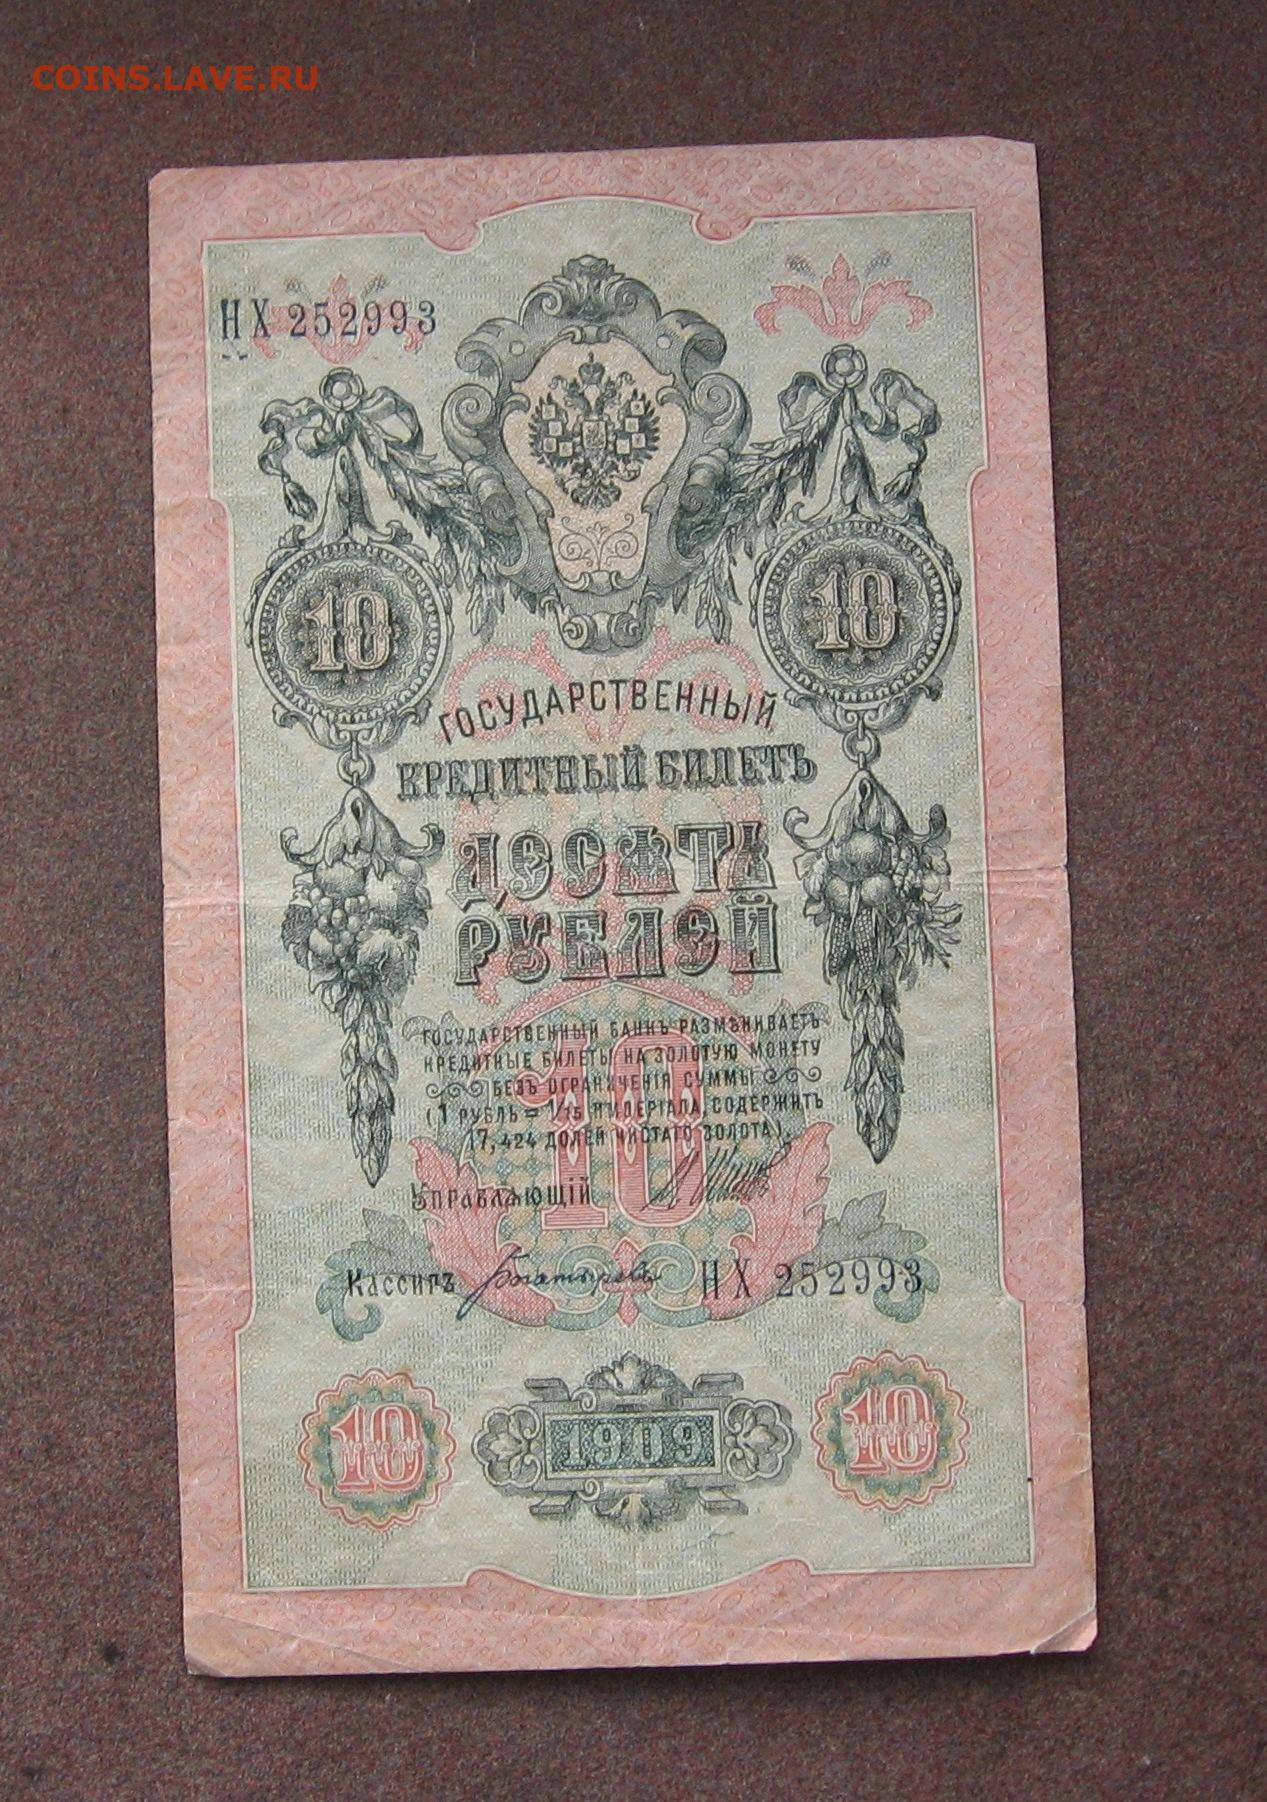 COINS.LAVE.RU
НХ 252993
10 10
ГОСУДАРСТВЕННЫЙ
КРЕДИТНЫЙ БИЛЕТЪ
ДЕСЯТЬ
РУБЛЕЙ
ГОСУДАРСТВЕННЫЙ БАНКЪ РАЗМѢНИВАЕТЪ
КРЕДИТНЫЕ БИЛЕТЫ НА ЗОЛОТУЮ МОНЕТУ
БЕЗЪ ОГРАНИЧЕНІЯ СУММЫ
(1 РУБЛЬ = 1/15 ИМПЕРІАЛА, СОДЕРЖИТЪ
17,424 ДОЛЕЙ ЧИСТАГО ЗОЛОТА).
10
Управляющій
Кассиръ Богатыревъ НХ 252993
10 1909 10